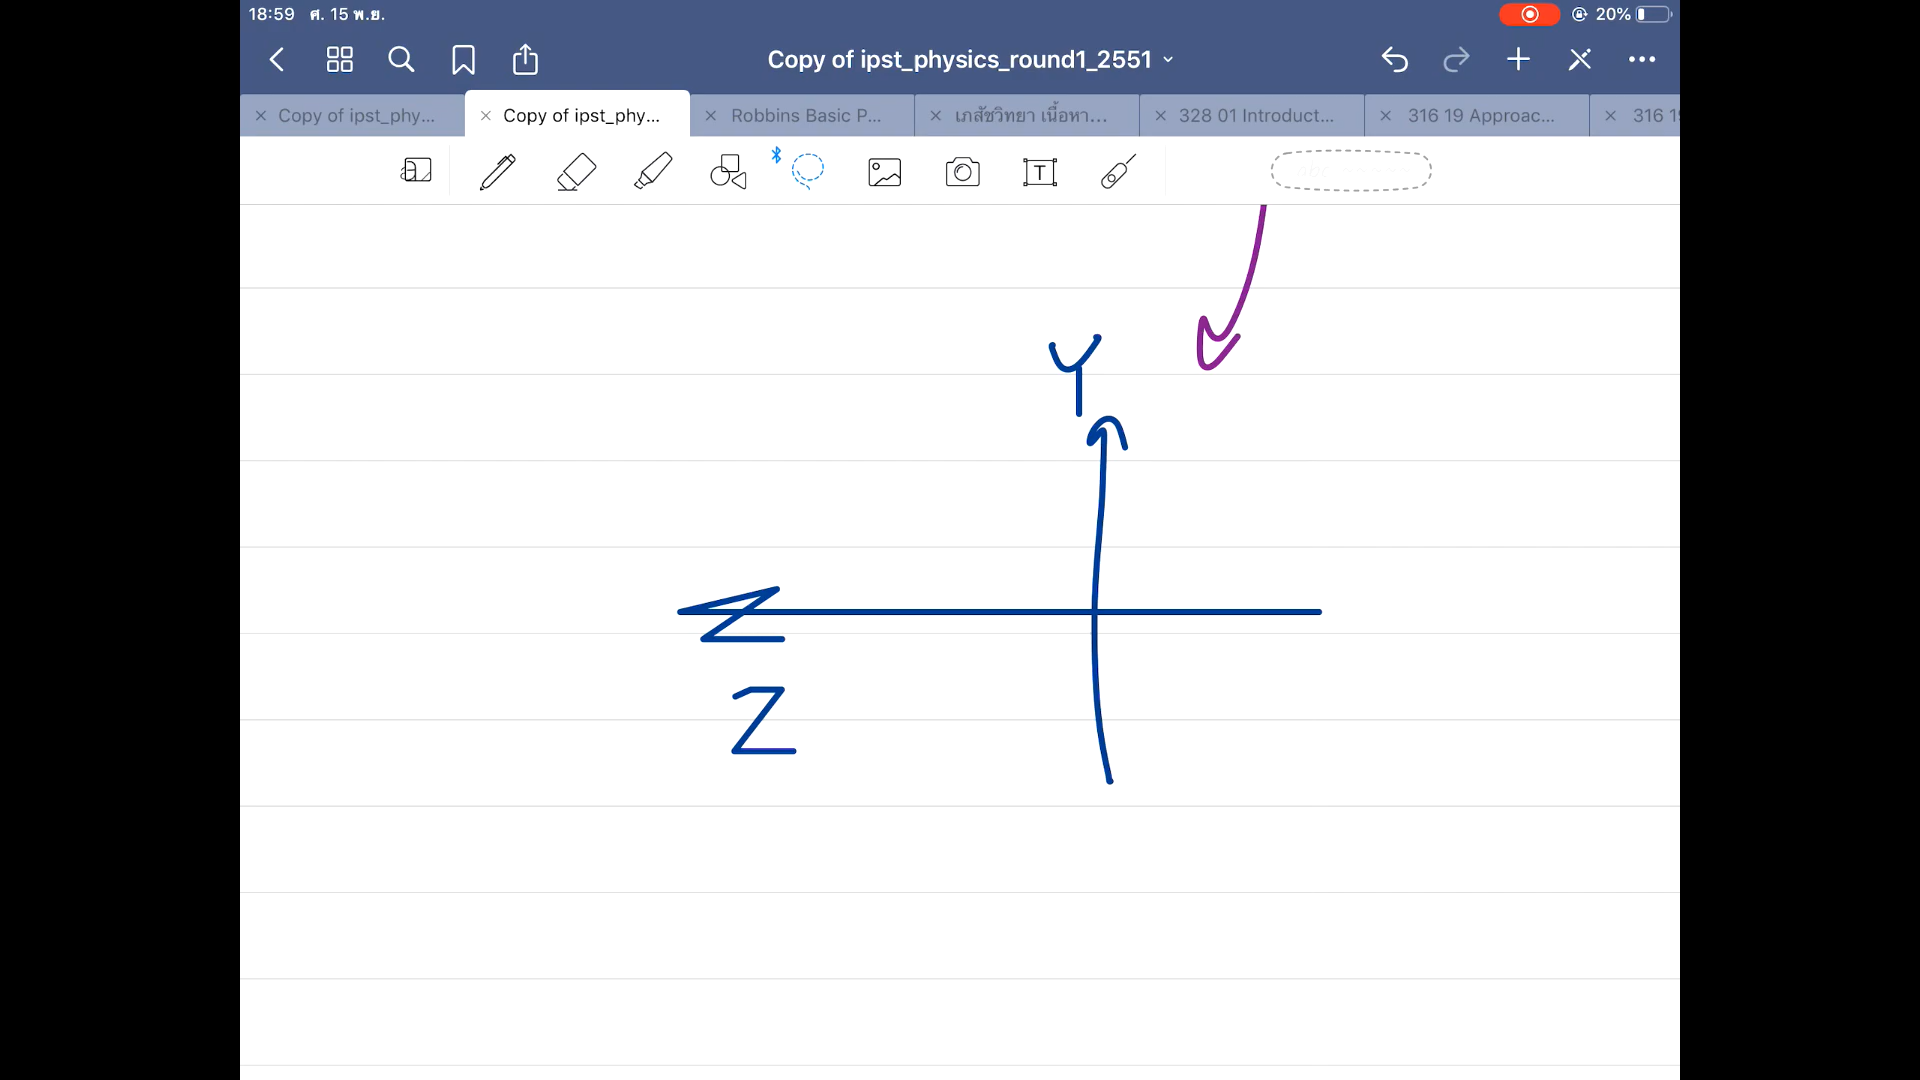 18:59 ศ. 15 พ.ย. 20%
Copy of ipst_physics_round1_2551
Copy of ipst_phy... Copy of ipst_phy... Robbins Basic P... เภสัชวิทยา เนื้อหา... 328 01 Introduct... 316 19 Approac... 316 19
T
Y
Z